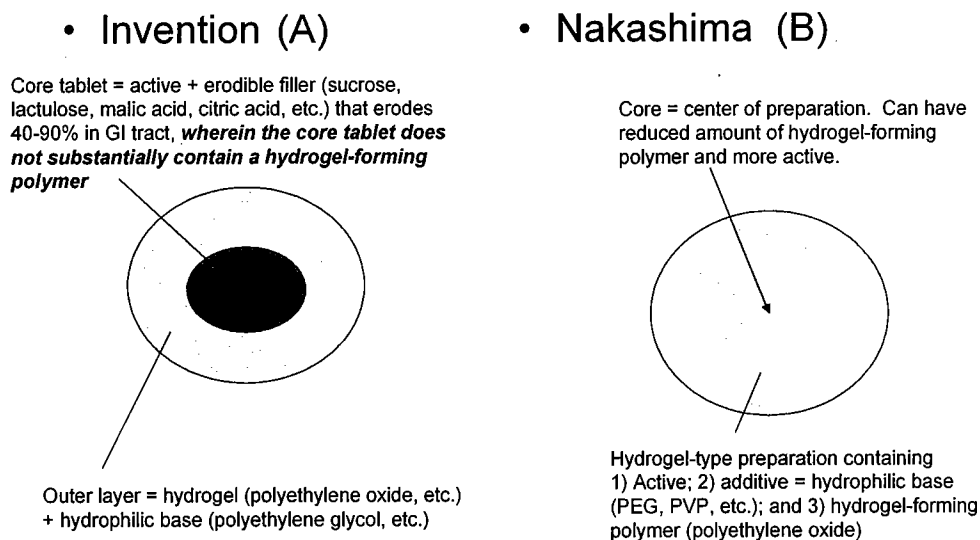 • Invention (A)
Core tablet = active + erodible filler (sucrose,
lactulose, malic acid, citric acid, etc.) that erodes
40-90% in GI tract, wherein the core tablet does
not substantially contain a hydrogel-forming
polymer
Outer layer = hydrogel (polyethylene oxide, etc.)
+ hydrophilic base (polyethylene glycol, etc.)
• Nakashima (B)
Core = center of preparation. Can have
reduced amount of hydrogel-forming
polymer and more active.
Hydrogel-type preparation containing
1) Active; 2) additive = hydrophilic base
(PEG, PVP, etc.); and 3) hydrogel-forming
polymer (polyethylene oxide)